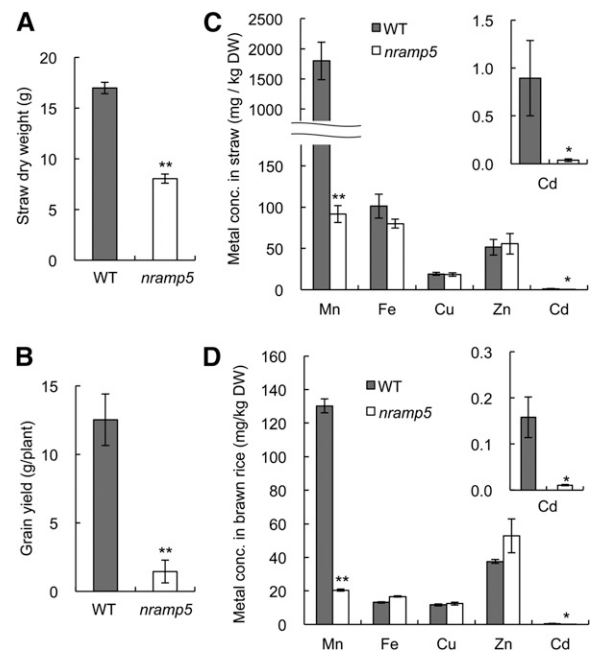 A
Straw dry weight (g)
20
15
10
5
0
**
WT
nramp5
B
Grain yield (g/plant)
15
10
5
0
**
WT
nramp5
C
Metal conc. in straw (mg / kg DW)
2500
2000
1500
1000
150
100
50
0
WT
nramp5
**
*
Mn
Fe
Cu
Zn
Cd
1.5
1.0
0.5
0.0
*
Cd
D
Metal conc. in brawn rice (mg/kg DW)
160
140
120
100
80
60
40
20
0
WT
nramp5
**
*
Mn
Fe
Cu
Zn
Cd
0.3
0.2
0.1
0.0
*
Cd